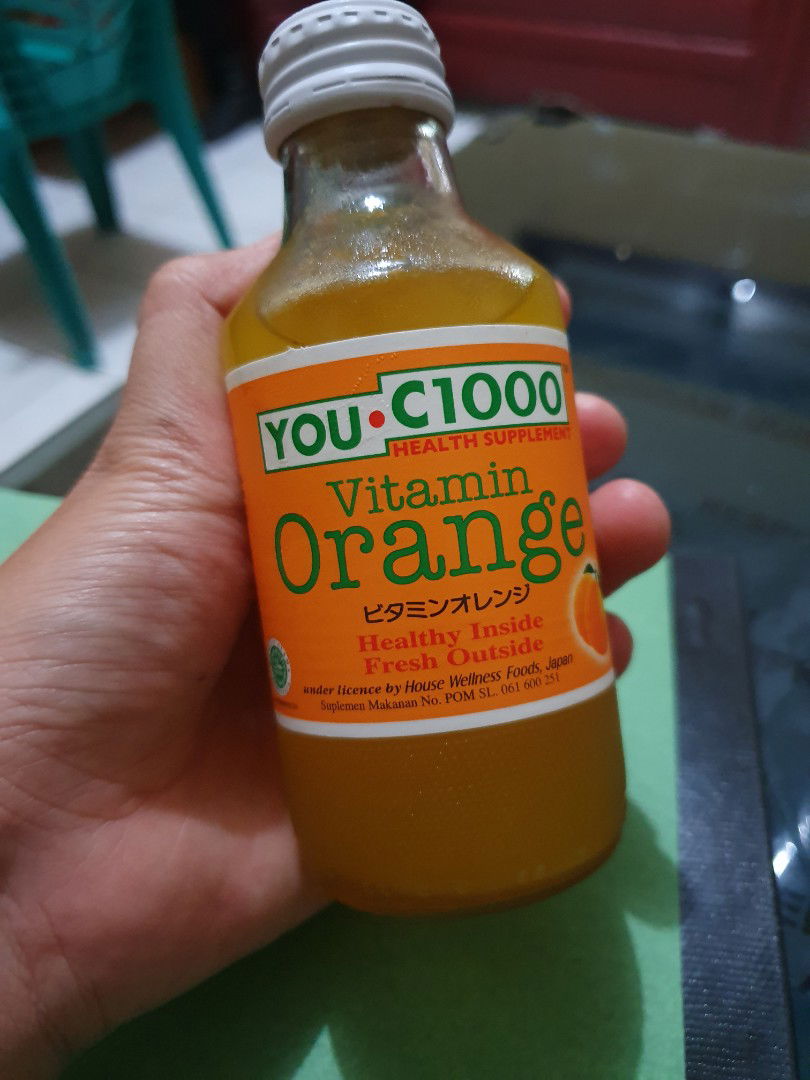 YOU•C1000
HEALTH SUPPLEMENT
Vitamin
Orange
ビタミンオレンジ
Healthy Inside
Fresh Outside
under licence by House Wellness Foods, Japan
Suplemen Makanan No. POM SL. 061 600 251